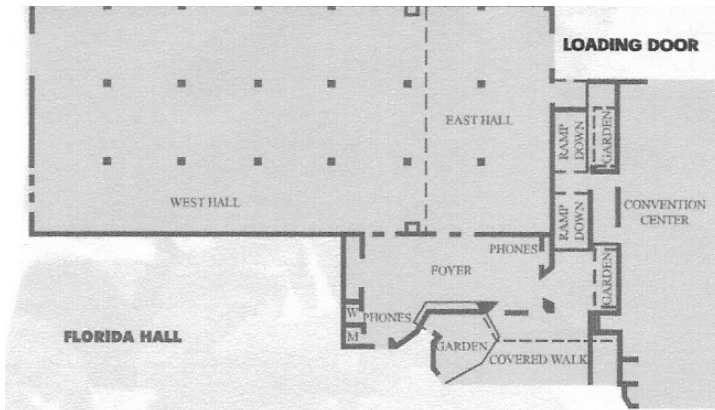 LOADING DOOR
EAST HALL
RAMP
DOWN
GARDEN
WEST HALL
CONVENTION
CENTER
RAMP
DOWN
PHONES
FOYER
GARDEN
W
PHONES
M
FLORIDA HALL
GARDEN
COVERED WALK